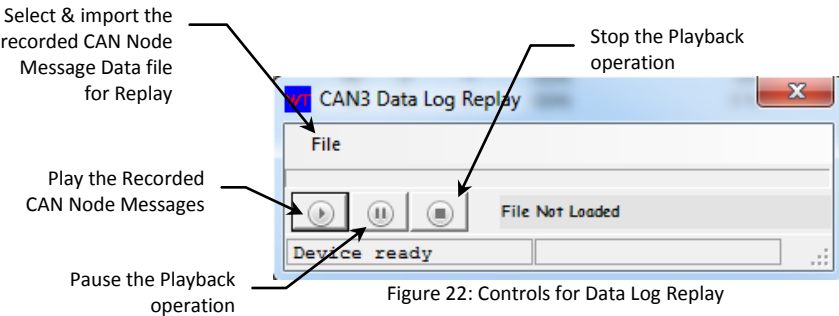 Select & import the
recorded CAN Node
Message Data file
for Replay
Stop the Playback
operation
WT CAN3 Data Log Replay
File
Play the Recorded
CAN Node Messages
File Not Loaded
Device ready
Pause the Playback
operation
Figure 22: Controls for Data Log Replay